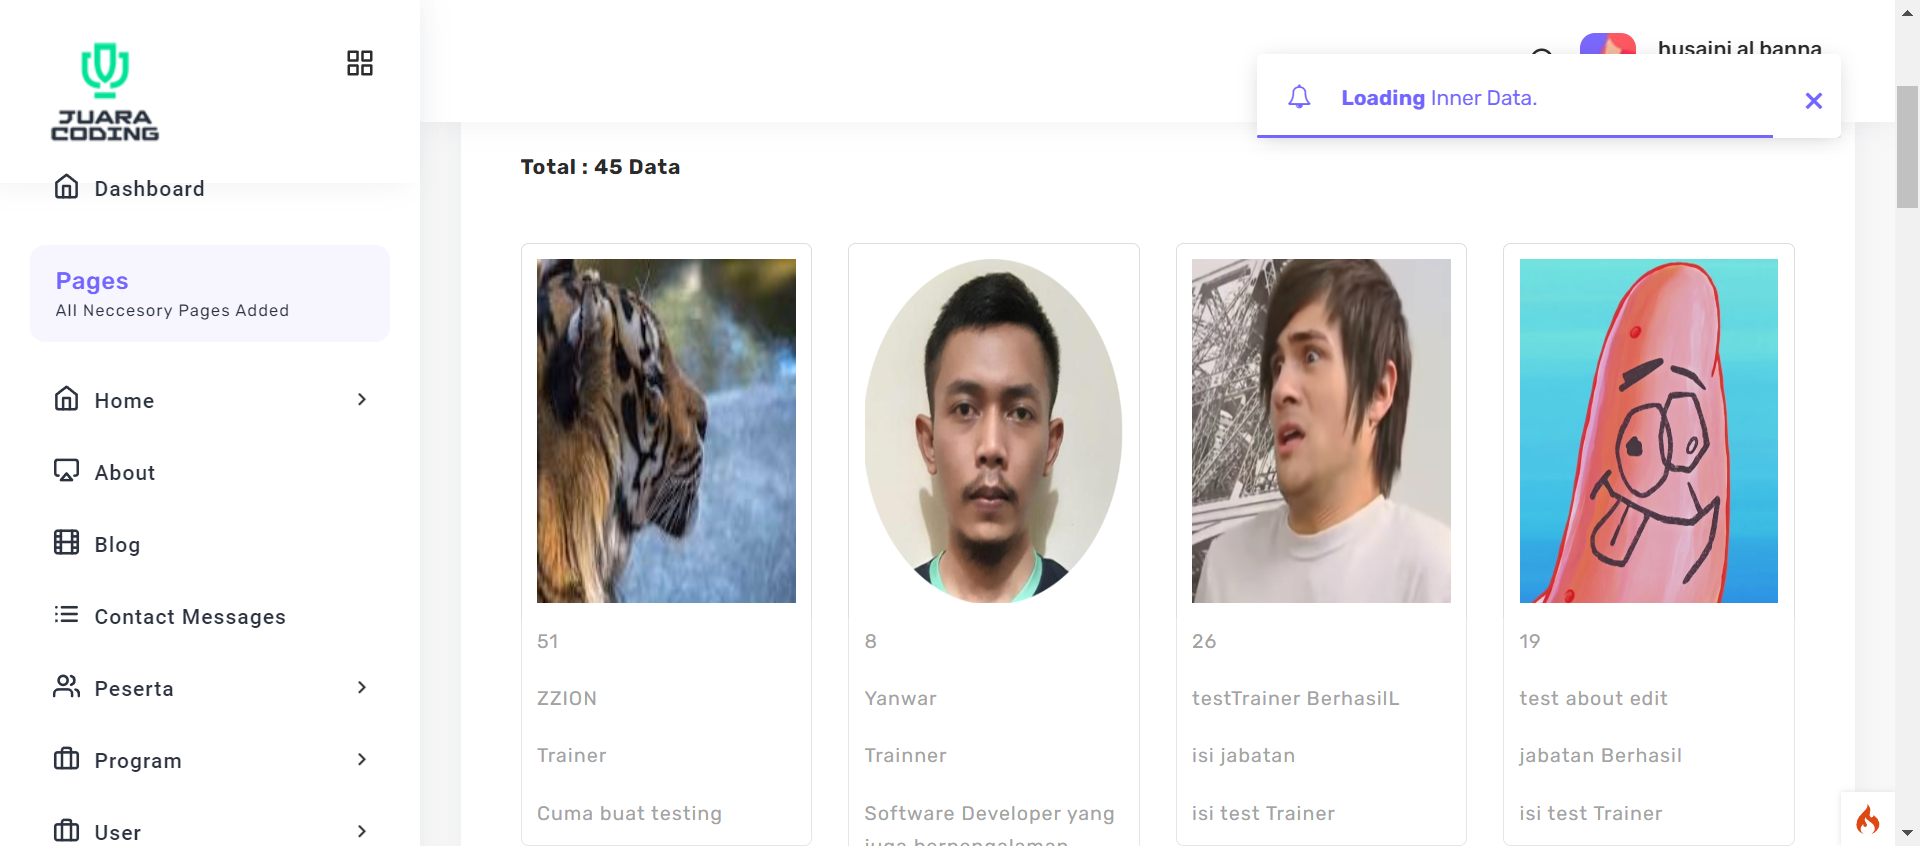 JUARA
CODING
Dashboard
Pages
All Neccesory Pages Added
Home
About
Blog
Contact Messages
Peserta
Program
User
husaini al banna
Loading Inner Data.
Total : 45 Data
51
ZZION
Trainer
Cuma buat testing
8
Yanwar
Trainner
Software Developer yang
juga berpengalaman
26
testTrainer BerhasilL
isi jabatan
isi test Trainer
19
test about edit
jabatan Berhasil
isi test Trainer